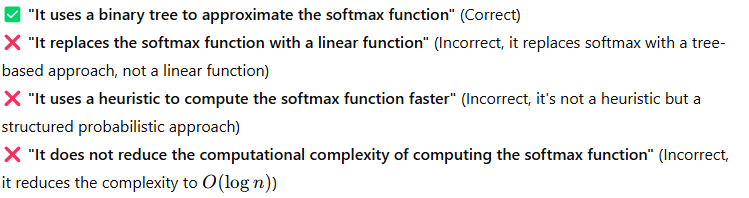 ✅ "It uses a binary tree to approximate the softmax function" (Correct)
❌ "It replaces the softmax function with a linear function" (Incorrect, it replaces softmax with a tree-
based approach, not a linear function)
❌ "It uses a heuristic to compute the softmax function faster" (Incorrect, it's not a heuristic but a
structured probabilistic approach)
❌ "It does not reduce the computational complexity of computing the softmax function" (Incorrect,
it reduces the complexity to O(log n))